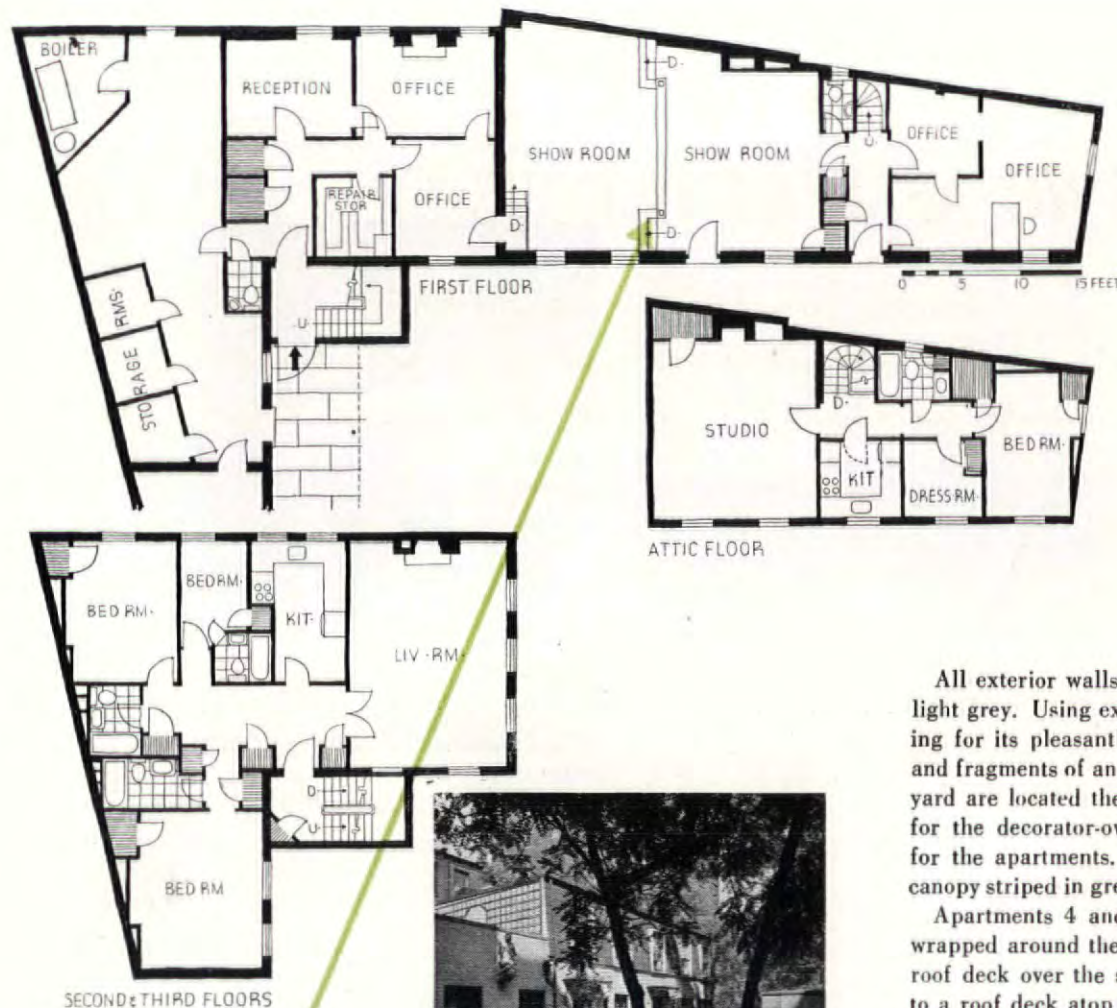 BOILER
RECEPTION
OFFICE
SHOW ROOM
SHOW ROOM
OFFICE
OFFICE
REPAIR
STOR
OFFICE
D·
D·
D·
U·
D
STORAGE RMS·
U
FIRST FLOOR
0 5 10 15 FEET
STUDIO
D·
KIT
DRESS RM·
BED RM·
ATTIC FLOOR
BED RM·
BED RM·
KIT·
LIV·RM·
D·
U·
BED RM
SECOND & THIRD FLOORS
All exterior walls
light grey. Using ex
ing for its pleasant
and fragments of an
yard are located the
for the decorator-ov
for the apartments.
canopy striped in gre
Apartments 4 and
wrapped around the
roof deck over the s
to a roof deck atop